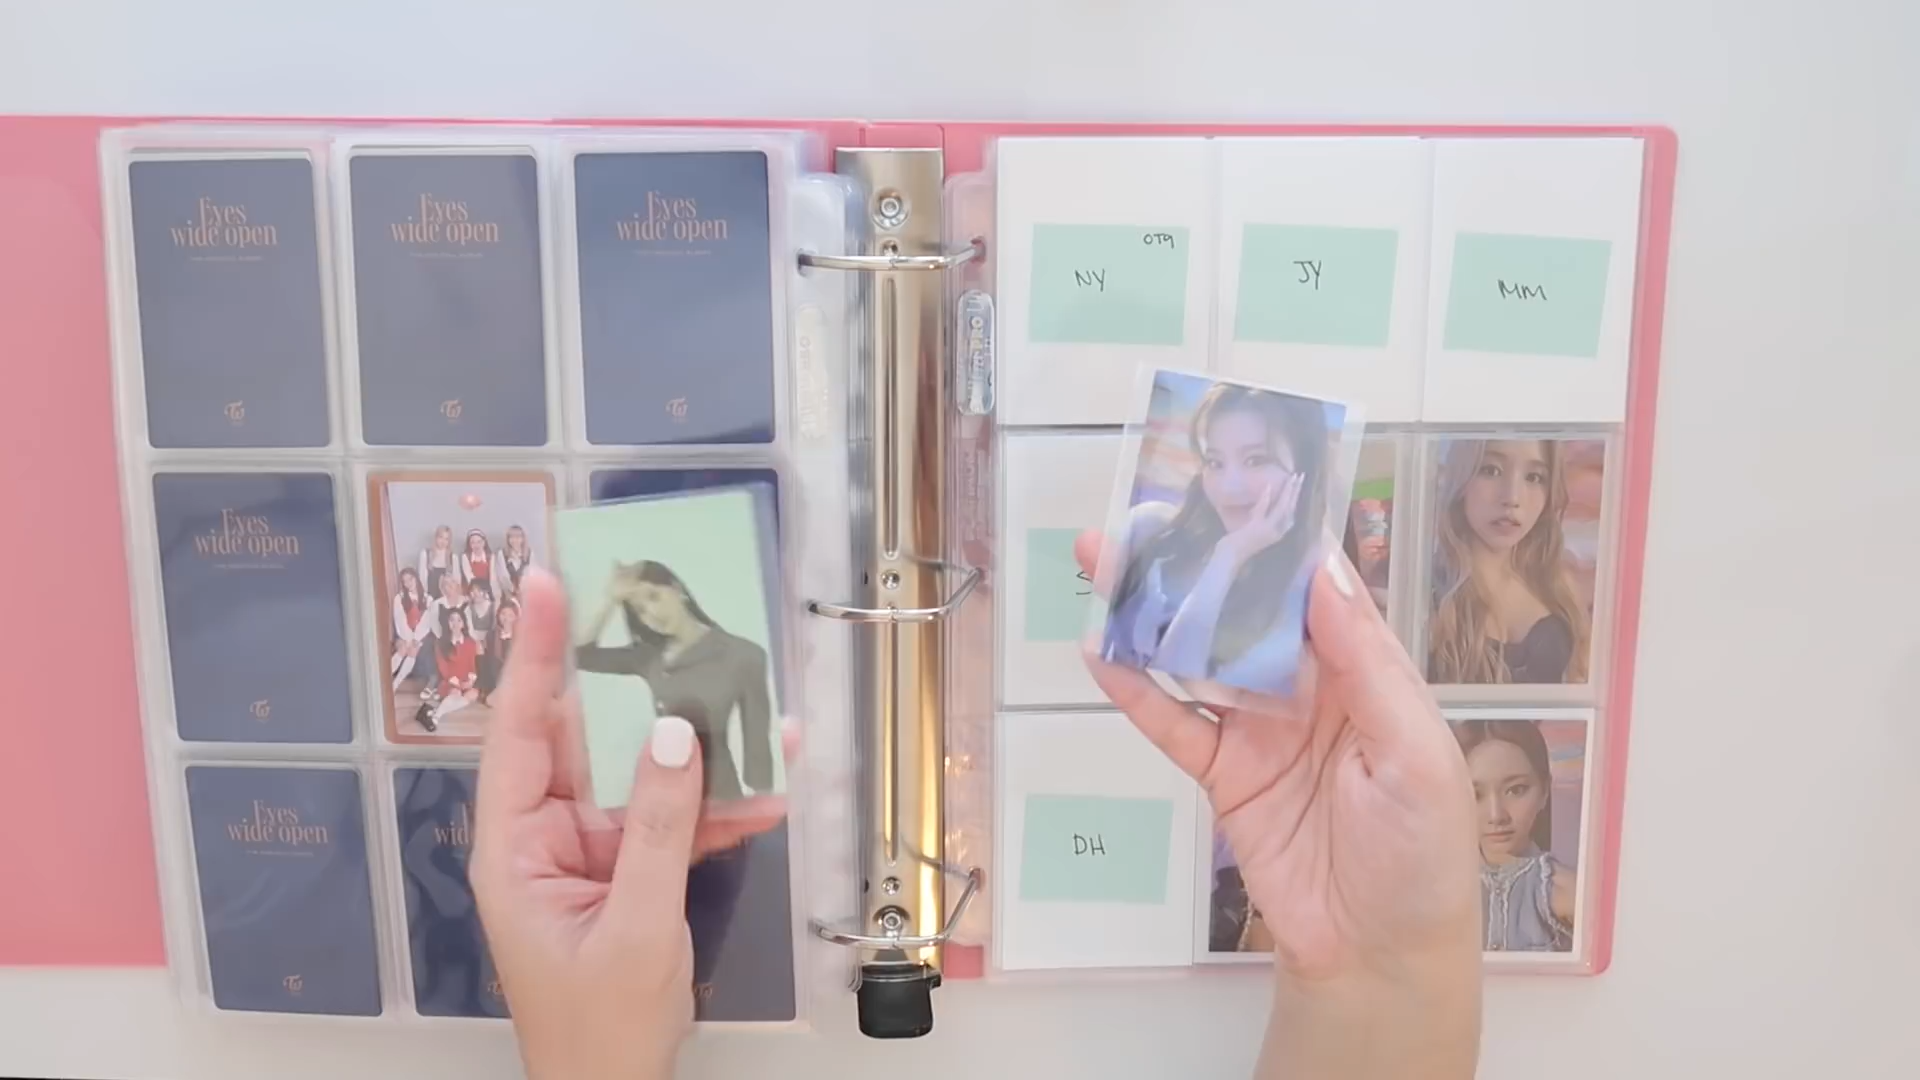 Eyes
wide open
Eyes
wide open
Eyes
wide open
Eyes
wide open
Eyes
wide open
OT9
NY
JY
MM
S
DH